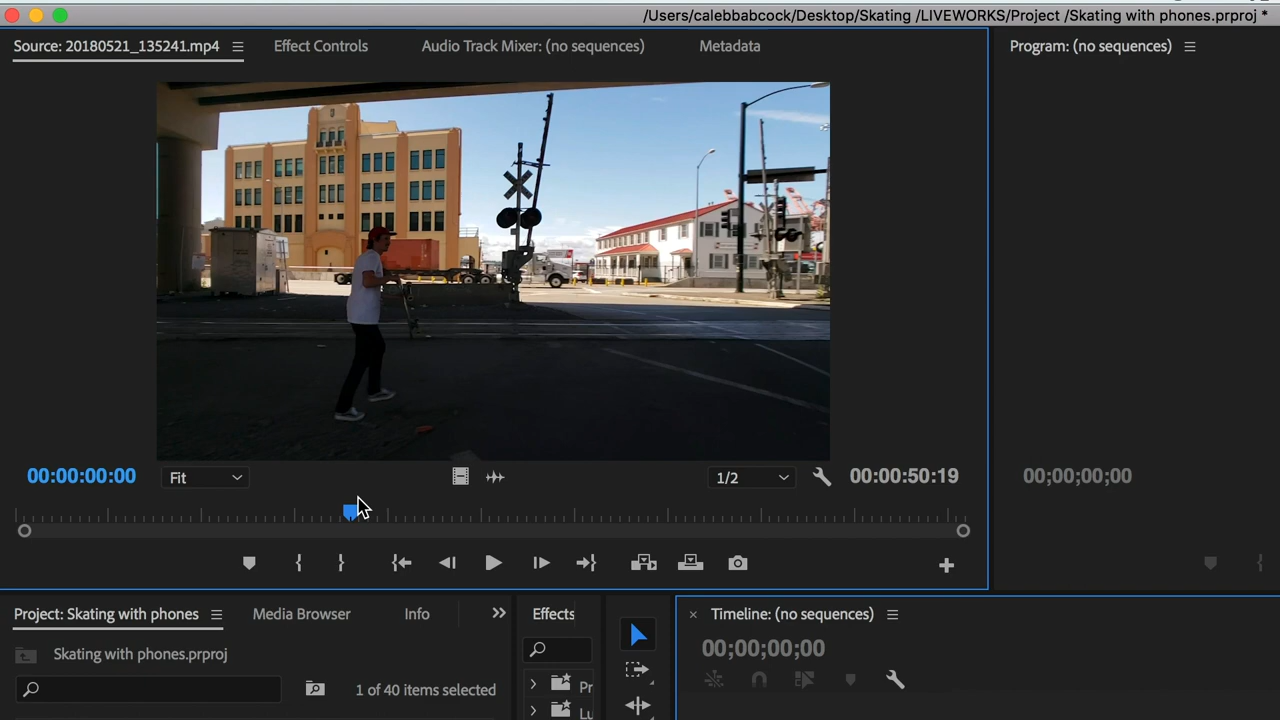 /Users/calebbabcock/Desktop/Skating /LIVEWORKS/Project /Skating with phones.prproj *
Source: 20180521_135241.mp4
Effect Controls
Audio Track Mixer: (no sequences)
Metadata
Program: (no sequences)
00:00:00:00
Fit
1/2
00:00:50:19
00;00;00;00
Project: Skating with phones
Media Browser
Info
Effects
Timeline: (no sequences)
00;00;00;00
Skating with phones.prproj
1 of 40 items selected
Pr
Lu